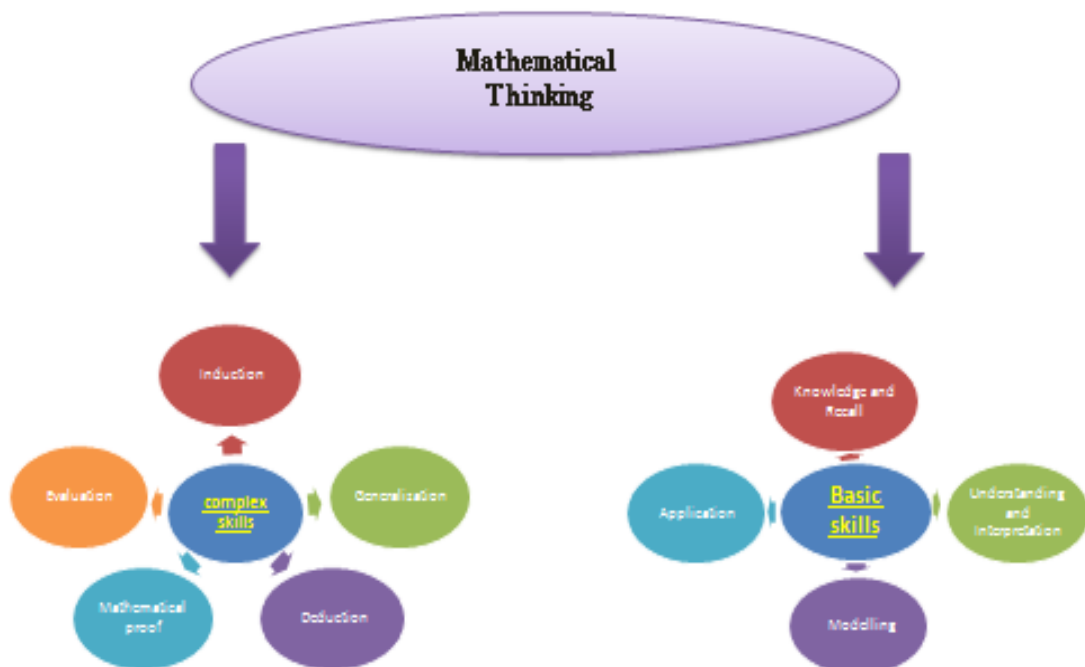 Mathematical
Thinking
Induction
Evaluation
complex
skills
Generalization
Mathematical
proof
Deduction
Knowledge and
Recall
Application
Basic
skills
Understanding
and
Interpretation
Modelling